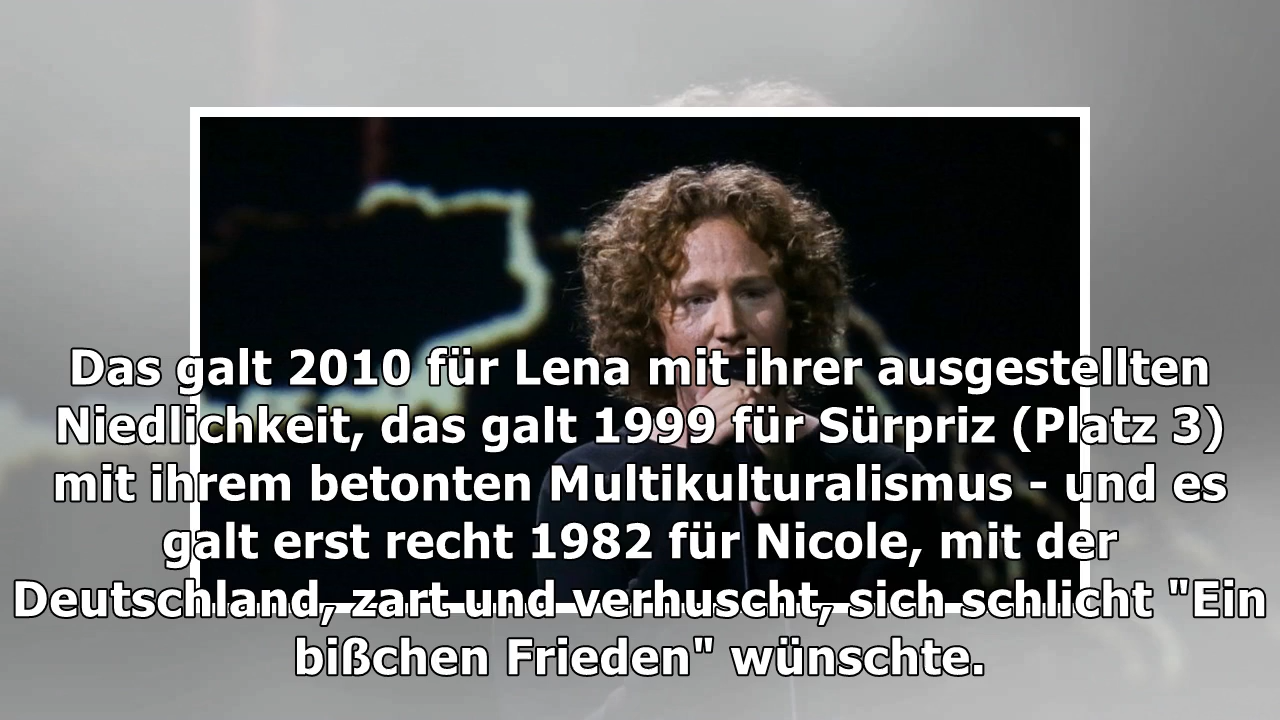 Das galt 2010 für Lena mit ihrer ausgestellten
Niedlichkeit, das galt 1999 für Sürpriz (Platz 3)
mit ihrem betonten Multikulturalismus - und es
galt erst recht 1982 für Nicole, mit der
Deutschland, zart und verhuscht, sich schlicht "Ein
bißchen Frieden" wünschte.